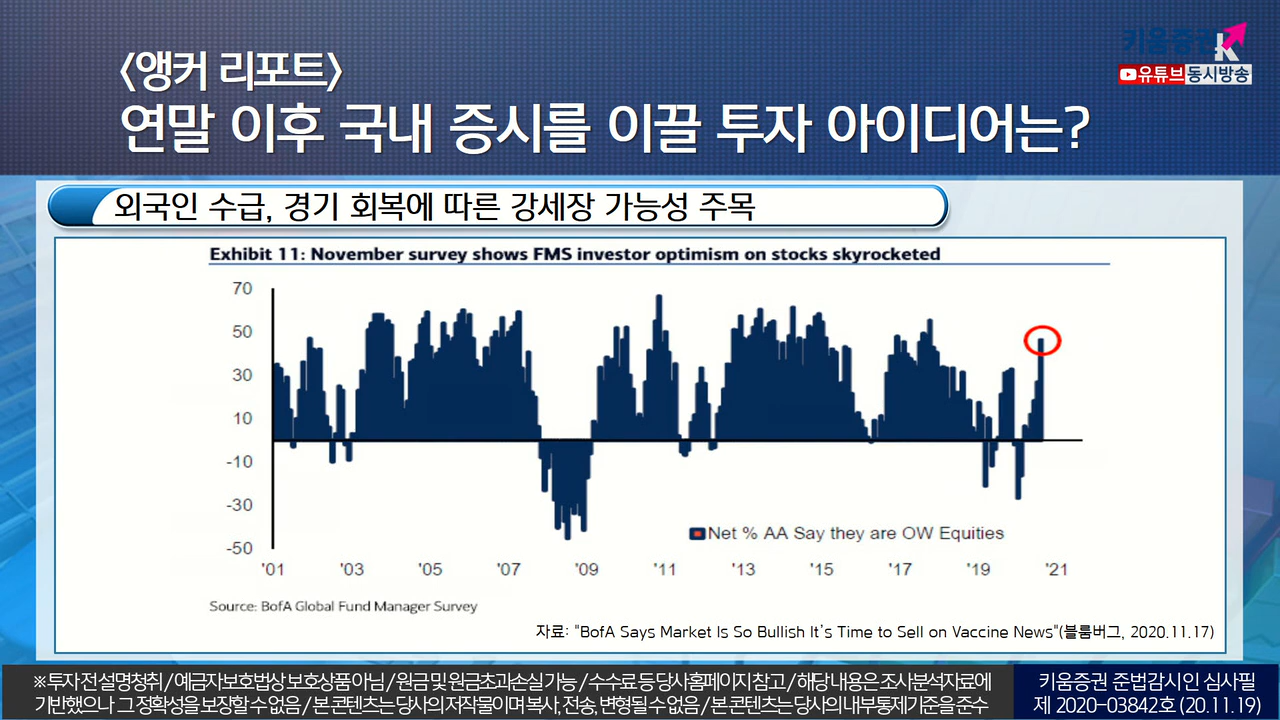 <앵커 리포트>
연말 이후 국내 증시를 이끌 투자 아이디어는?
키움증권
유튜브동시방송
외국인 수급, 경기 회복에 따른 강세장 가능성 주목
Exhibit 11: November survey shows FMS investor optimism on stocks skyrocketed
70
50
30
10
-10
-30
-50
Net % AA Say they are OW Equities
'01 '03 '05 '07 '09 '11 '13 '15 '17 '19 '21
Source: BofA Global Fund Manager Survey
자료: "BofA Says Market Is So Bullish It's Time to Sell on Vaccine News"(블룸버그, 2020.11.17)
※ 투자 전 설명청취 / 예금자보호법상 보호상품 아님 / 원금 및 원금초과손실 가능 / 수수료 등 당사홈페이지 참고 / 해당 내용은 조사분석자료에
기반했으나 그 정확성을 보장할 수 없음 / 본 콘텐츠는 당사의 저작물이며 복사, 전송, 변형될 수 없음 / 본 콘텐츠는 당사의 내부통제기준을 준수
키움증권 준법감시인 심사필
제 2020-03842호 (20.11.19)